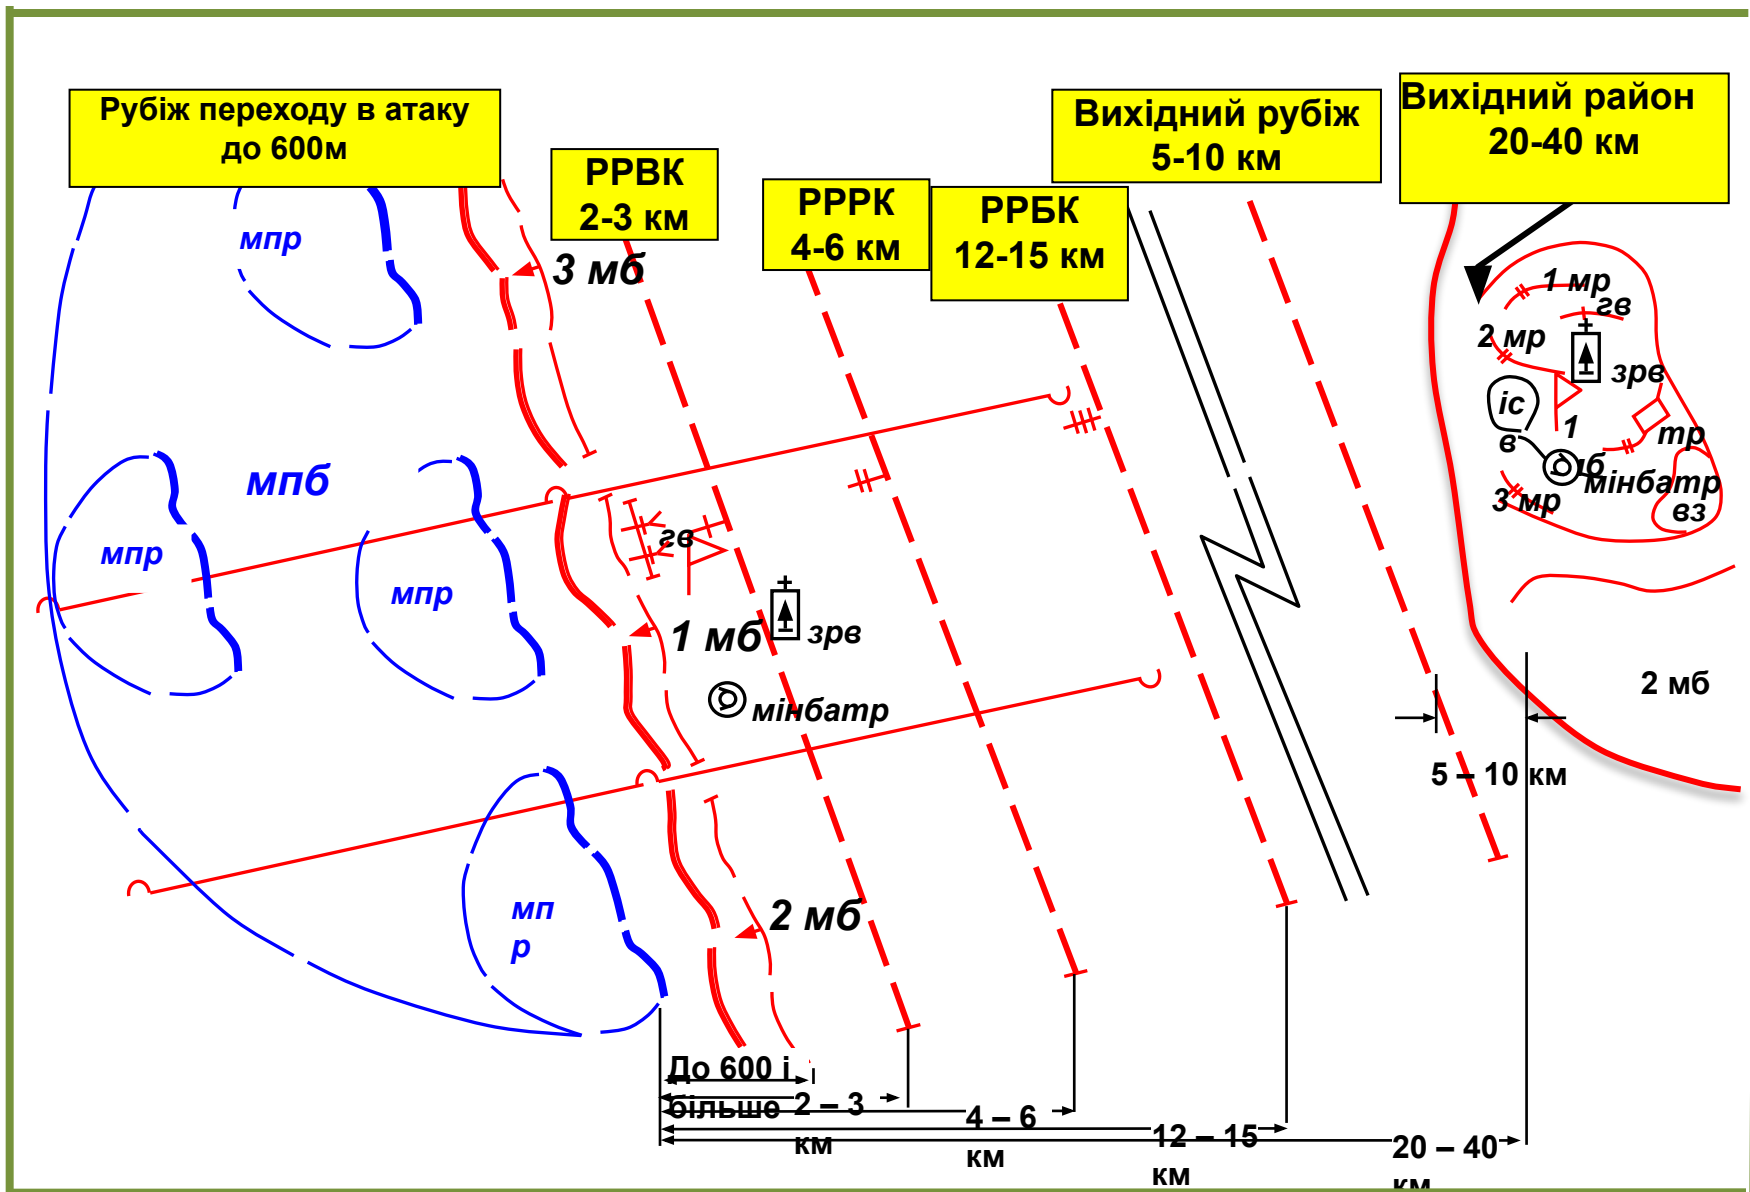 Рубіж переходу в атаку
до 600м
РРВК
2-3 км
РРРК
4-6 км
РРБК
12-15 км
Вихідний рубіж
5-10 км
Вихідний район
20-40 км
мпр
3 мб
1 мр
гв
2 мр
зрв
іс
в
1
тр
мб
мінбатр
3 мр
вз
мпб
мпр
мпр
гв
1 мб
зрв
мінбатр
2 мб
5 – 10 км
мп
р
2 мб
До 600 і
більше
2 – 3
км
4 – 6
км
12 – 15
км
20 – 40
км